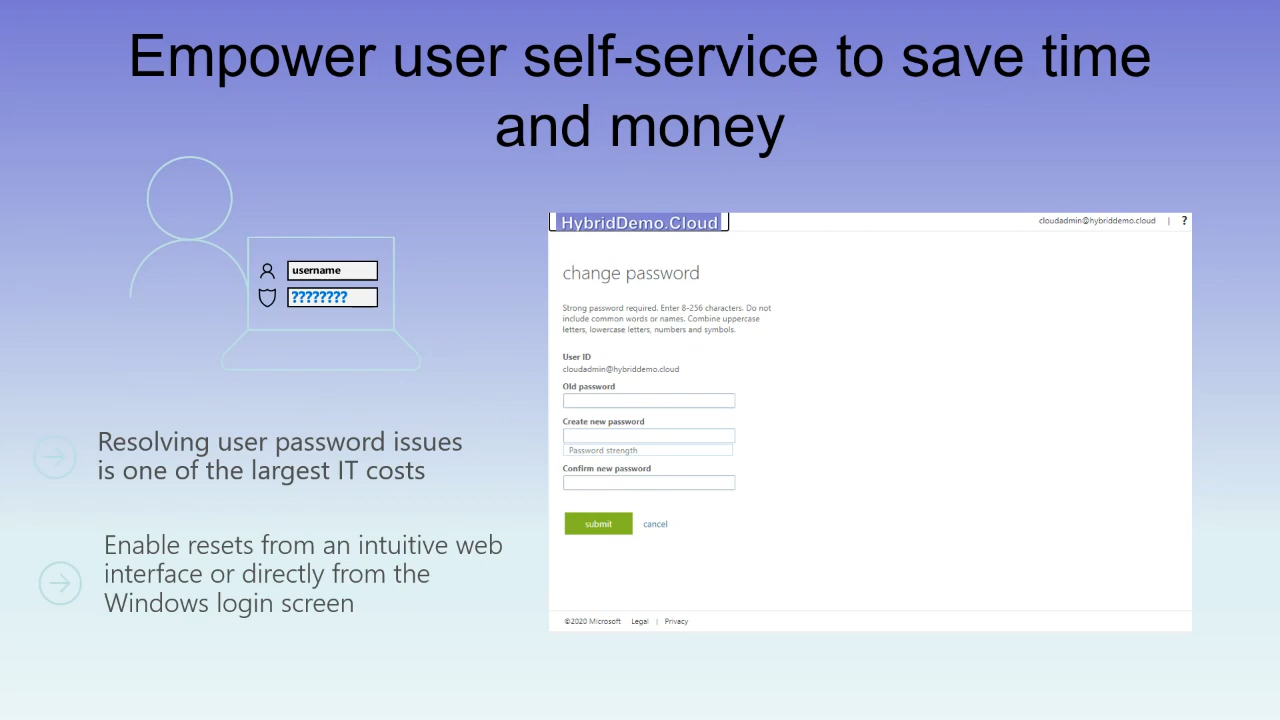 Empower user self-service to save time
and money
username
????????
Resolving user password issues
is one of the largest IT costs
Enable resets from an intuitive web
interface or directly from the
Windows login screen
HybridDemo.Cloud
cloudadmin@hybriddemo.cloud | ?
change password
Strong password required. Enter 8-256 characters. Do not
include common words or names. Combine uppercase
letters, lowercase letters, numbers and symbols.
User ID
cloudadmin@hybriddemo.cloud
Old password
Create new password
Password strength
Confirm new password
submit cancel
©2020 Microsoft Legal | Privacy